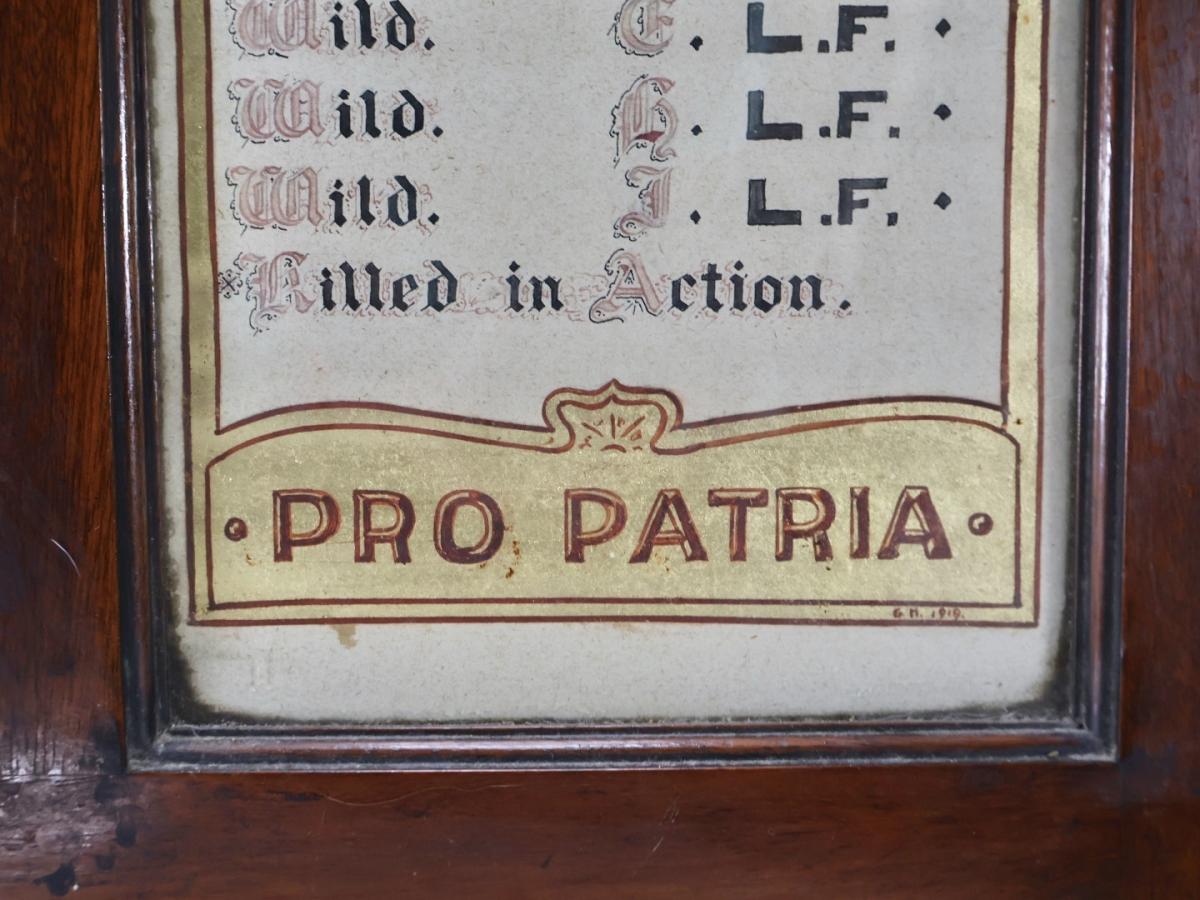 Wild. E. L.F.
Wild. H. L.F.
Wild. J. L.F.
*Killed in Action.
• PRO PATRIA •
G. H. 1919.